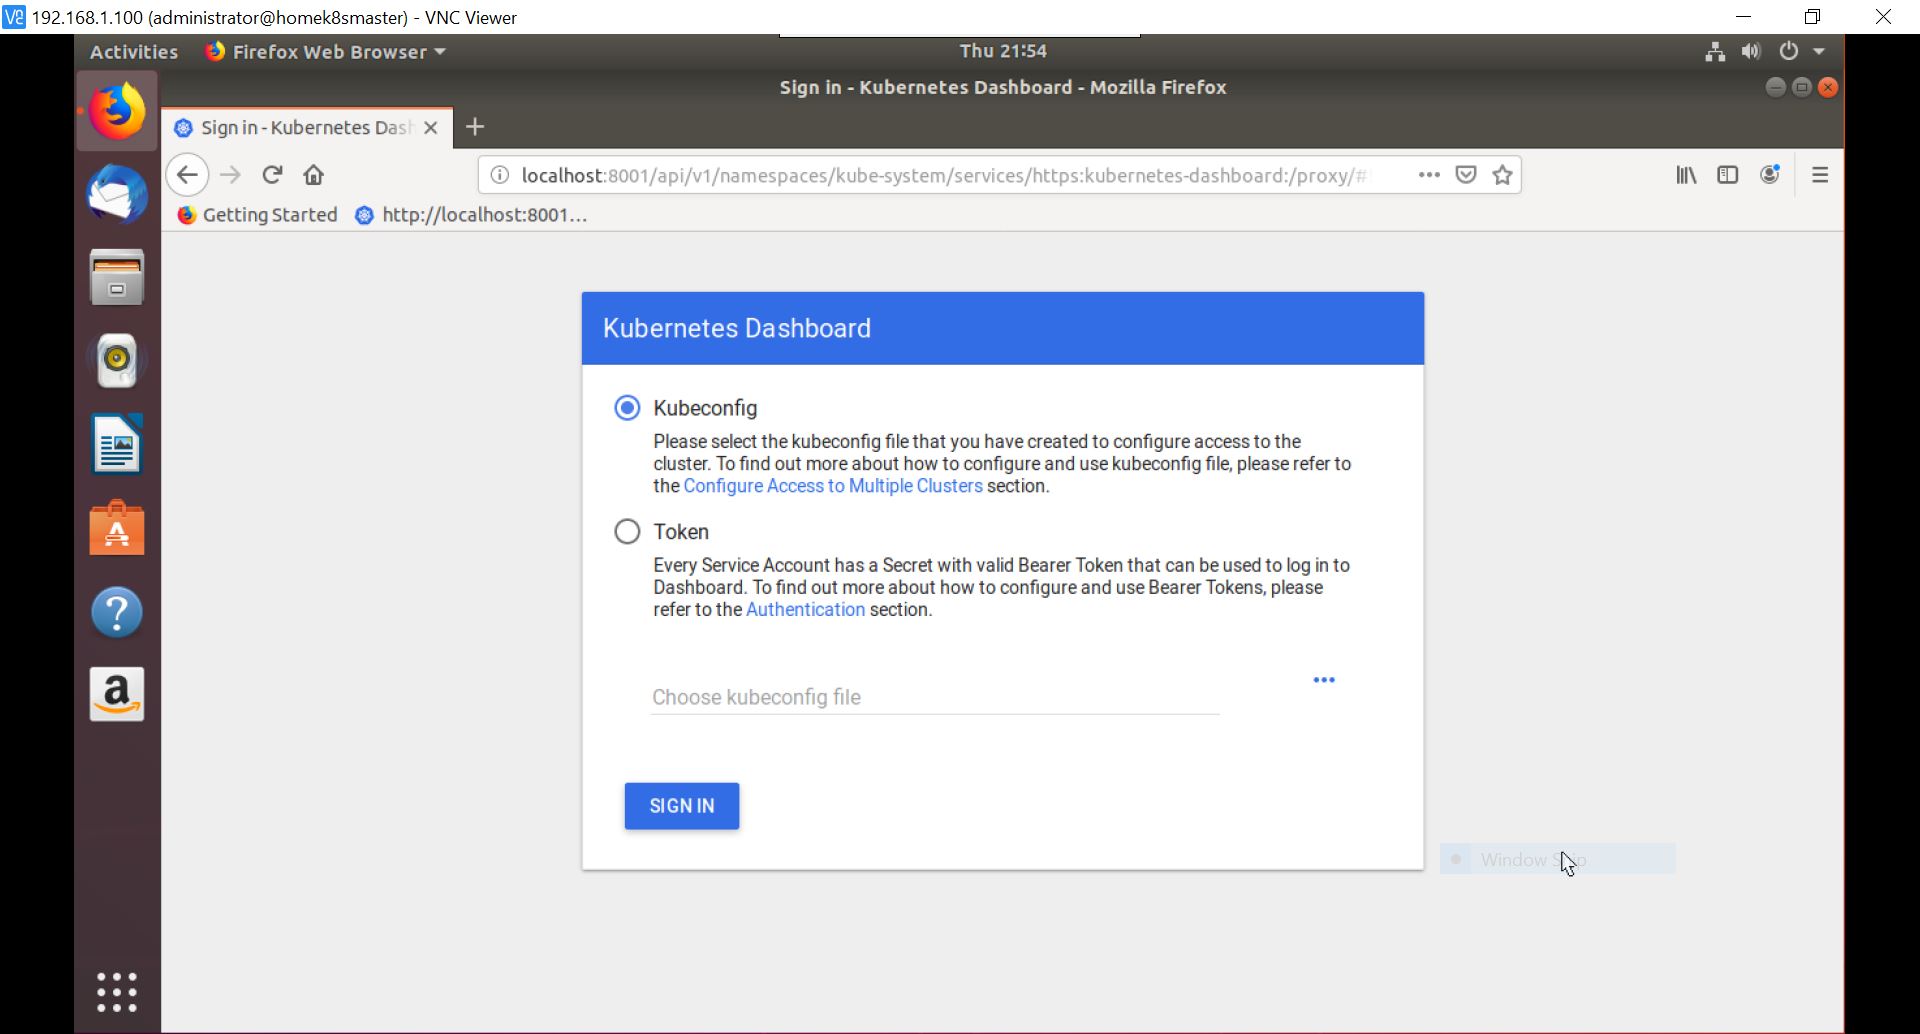 192.168.1.100 (administrator@homek8smaster) - VNC Viewer
Activities Firefox Web Browser Thu 21:54
Sign in - Kubernetes Dashboard - Mozilla Firefox
Sign in - Kubernetes Dash
localhost:8001/api/v1/namespaces/kube-system/services/https:kubernetes-dashboard:/proxy/#
Getting Started http://localhost:8001...
Kubernetes Dashboard
Kubeconfig
Please select the kubeconfig file that you have created to configure access to the
cluster. To find out more about how to configure and use kubeconfig file, please refer to
the Configure Access to Multiple Clusters section.
Token
Every Service Account has a Secret with valid Bearer Token that can be used to log in to
Dashboard. To find out more about how to configure and use Bearer Tokens, please
refer to the Authentication section.
Choose kubeconfig file
SIGN IN
Window